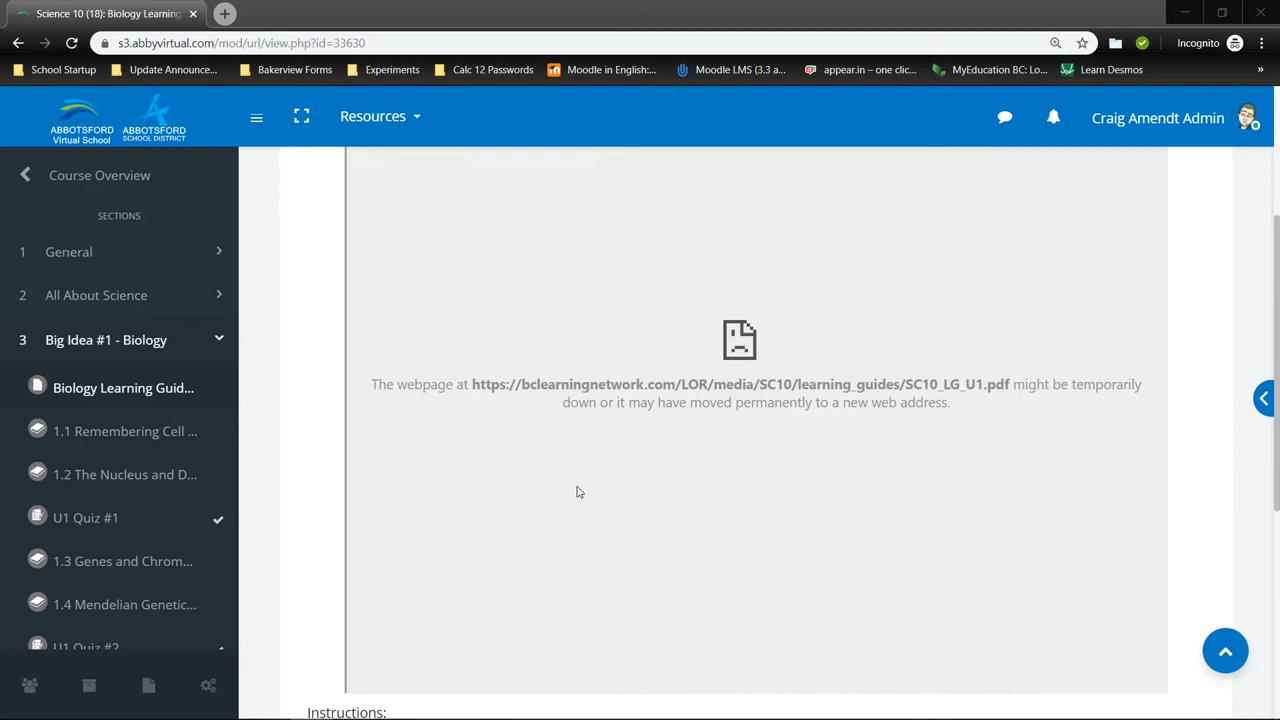 Science 10 (18): Biology Learning
s3.abbyvirtual.com/mod/url/view.php?id=33630
Incognito
School Startup
Update Announce...
Bakerview Forms
Experiments
Calc 12 Passwords
Moodle in English:...
Moodle LMS (3.3 a...
appear.in – one clic...
MyEducation BC: Lo...
Learn Desmos
»
ABBOTSFORD
Virtual School
ABBOTSFORD
SCHOOL DISTRICT
Resources
Craig Amendt Admin
Course Overview
SECTIONS
1 General
2 All About Science
3 Big Idea #1 - Biology
Biology Learning Guid...
1.1 Remembering Cell ...
1.2 The Nucleus and D...
U1 Quiz #1
1.3 Genes and Chrom...
1.4 Mendelian Genetic...
U1 Quiz #2
The webpage at https://bclearningnetwork.com/LOR/media/SC10/learning_guides/SC10_LG_U1.pdf might be temporarily
down or it may have moved permanently to a new web address.
Instructions: